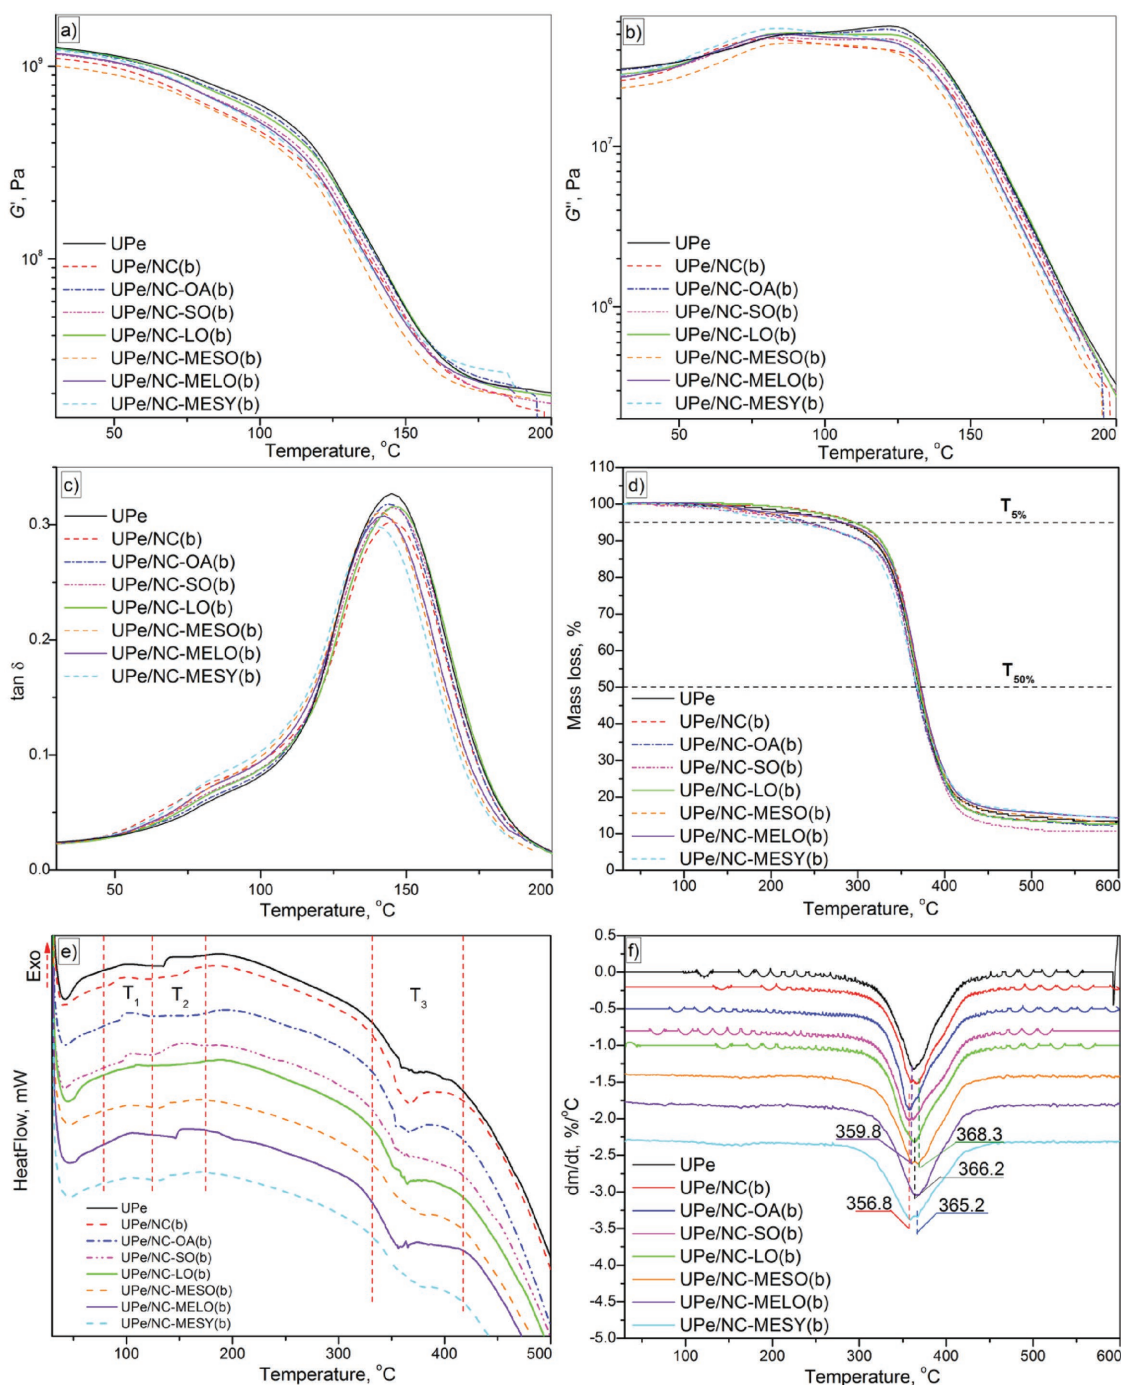 a)
10⁹
10⁸
G', Pa
UPe
UPe/NC(b)
UPe/NC-OA(b)
UPe/NC-SO(b)
UPe/NC-LO(b)
UPe/NC-MESO(b)
UPe/NC-MELO(b)
UPe/NC-MESY(b)
50 100 150 200
Temperature, °C
b)
10⁷
10⁶
G'', Pa
UPe
UPe/NC(b)
UPe/NC-OA(b)
UPe/NC-SO(b)
UPe/NC-LO(b)
UPe/NC-MESO(b)
UPe/NC-MELO(b)
UPe/NC-MESY(b)
50 100 150 200
Temperature, °C
c)
0.3
0.2
0.1
0.0
tan δ
UPe
UPe/NC(b)
UPe/NC-OA(b)
UPe/NC-SO(b)
UPe/NC-LO(b)
UPe/NC-MESO(b)
UPe/NC-MELO(b)
UPe/NC-MESY(b)
50 100 150 200
Temperature, °C
d)
110
100
90
80
70
60
50
40
30
20
10
0
Mass loss, %
T5%
T50%
UPe
UPe/NC(b)
UPe/NC-OA(b)
UPe/NC-SO(b)
UPe/NC-LO(b)
UPe/NC-MESO(b)
UPe/NC-MELO(b)
UPe/NC-MESY(b)
100 200 300 400 500 600
Temperature, °C
e)
Exo
HeatFlow, mW
T1 T2 T3
UPe
UPe/NC(b)
UPe/NC-OA(b)
UPe/NC-SO(b)
UPe/NC-LO(b)
UPe/NC-MESO(b)
UPe/NC-MELO(b)
UPe/NC-MESY(b)
100 200 300 400 500
Temperature, °C
f)
0.5
0.0
-0.5
-1.0
-1.5
-2.0
-2.5
-3.0
-3.5
-4.0
-4.5
-5.0
dm/dt, %/°C
359.8 368.3
366.2
356.8 365.2
UPe
UPe/NC(b)
UPe/NC-OA(b)
UPe/NC-SO(b)
UPe/NC-LO(b)
UPe/NC-MESO(b)
UPe/NC-MELO(b)
UPe/NC-MESY(b)
100 200 300 400 500 600
Temperature, °C